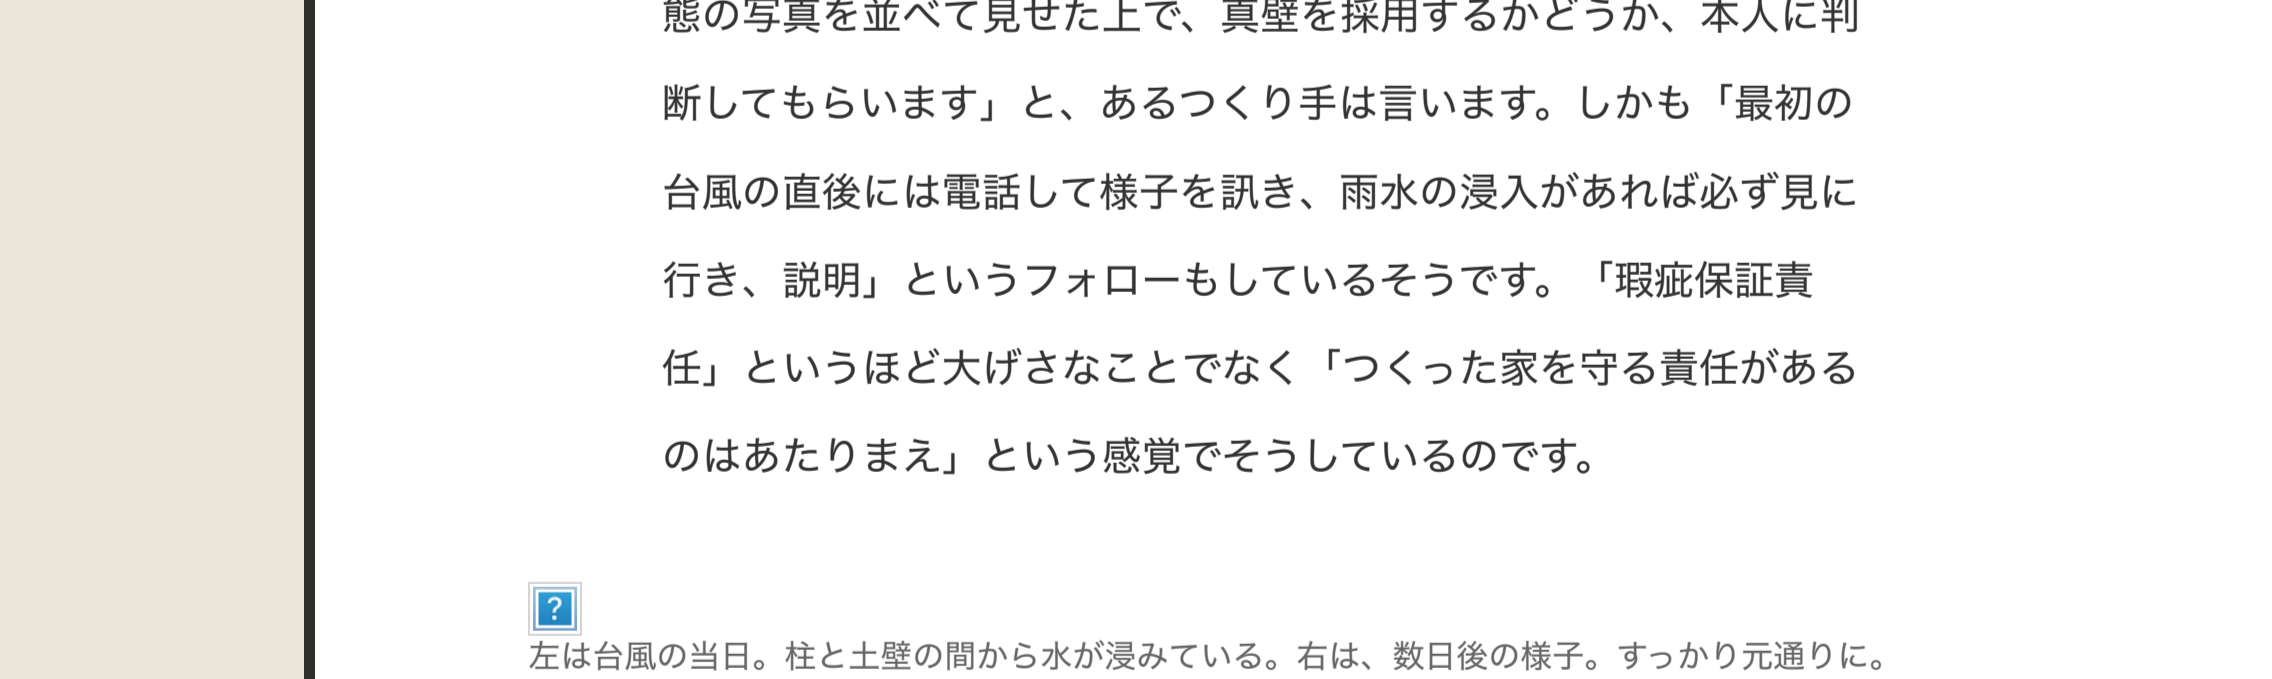 態の写真を並べて見せた上で、真壁を採用するかどうか、本人に判
断してもらいます」と、あるつくり手は言います。しかも「最初の
台風の直後には電話して様子を訊き、雨水の浸入があれば必ず見に
行き、説明」というフォローもしているそうです。「瑕疵保証責
任」というほど大げさなことでなく「つくった家を守る責任がある
のはあたりまえ」という感覚でそうしているのです。
?
左は台風の当日。柱と土壁の間から水が浸みている。右は、数日後の様子。すっかり元通りに。